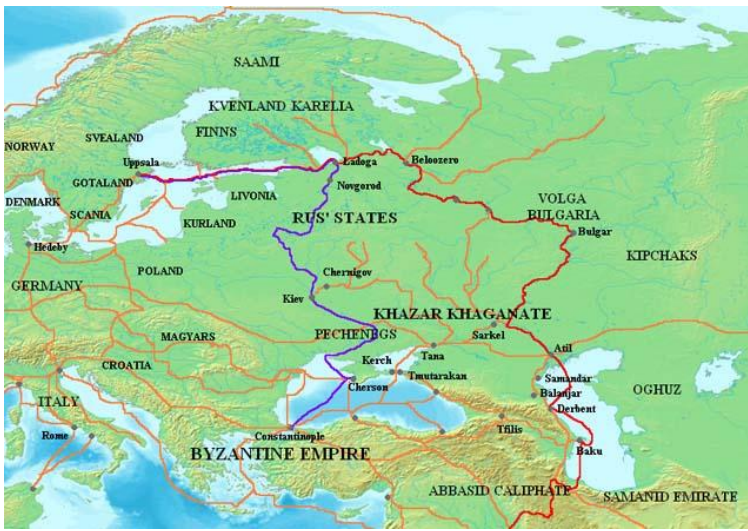 SAAMI
KVENLAND KARELIA
FINNS
SVEALAND
NORWAY
Uppsala
Ladoga
Beloozero
GOTALAND
Novgorod
LIVONIA
DENMARK
SCANIA
KURLAND
RUS' STATES
VOLGA
BULGARIA
Bulgar
Hedeby
KIPCHAKS
POLAND
Chernigov
GERMANY
Kiev
KHAZAR KHAGANATE
PECHENEGS
Sarkel
MAGYARS
Tana
Atil
Kerch
CROATIA
Tmutarakan
Samandar
Cherson
OGHUZ
Balanjar
ITALY
Derbent
Rome
Constantinople
Tfilis
Baku
BYZANTINE EMPIRE
ABBASID CALIPHATE
SAMANID EMIRATE